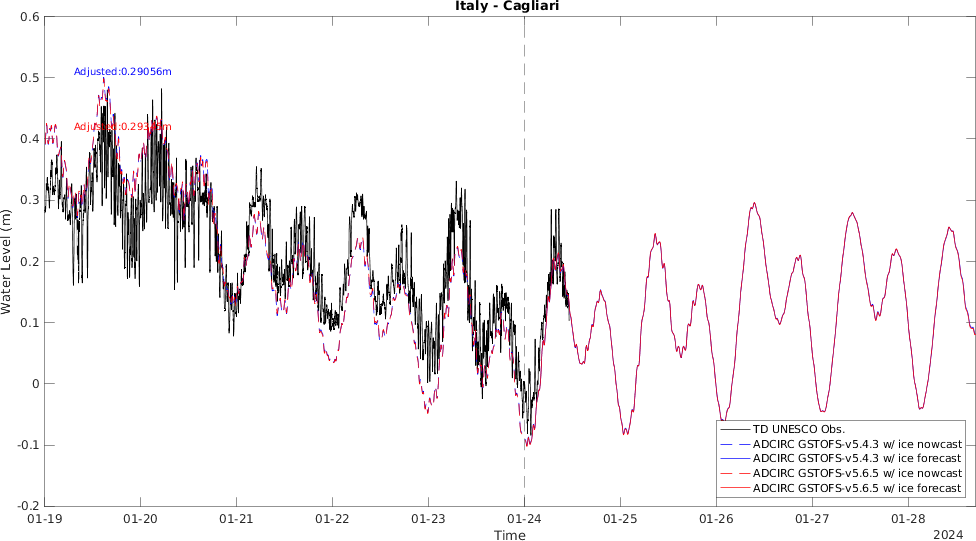 Italy - Cagliari
0.6
0.5
0.4
0.3
0.2
0.1
0
-0.1
-0.2
Water Level (m)
Adjusted:0.29056m
TD UNESCO Obs.
ADCIRC GSTOFS-v5.4.3 w/ ice nowcast
ADCIRC GSTOFS-v5.4.3 w/ ice forecast
ADCIRC GSTOFS-v5.6.5 w/ ice nowcast
ADCIRC GSTOFS-v5.6.5 w/ ice forecast
01-19 01-20 01-21 01-22 01-23 01-24 01-25 01-26 01-27 01-28
Time
2024